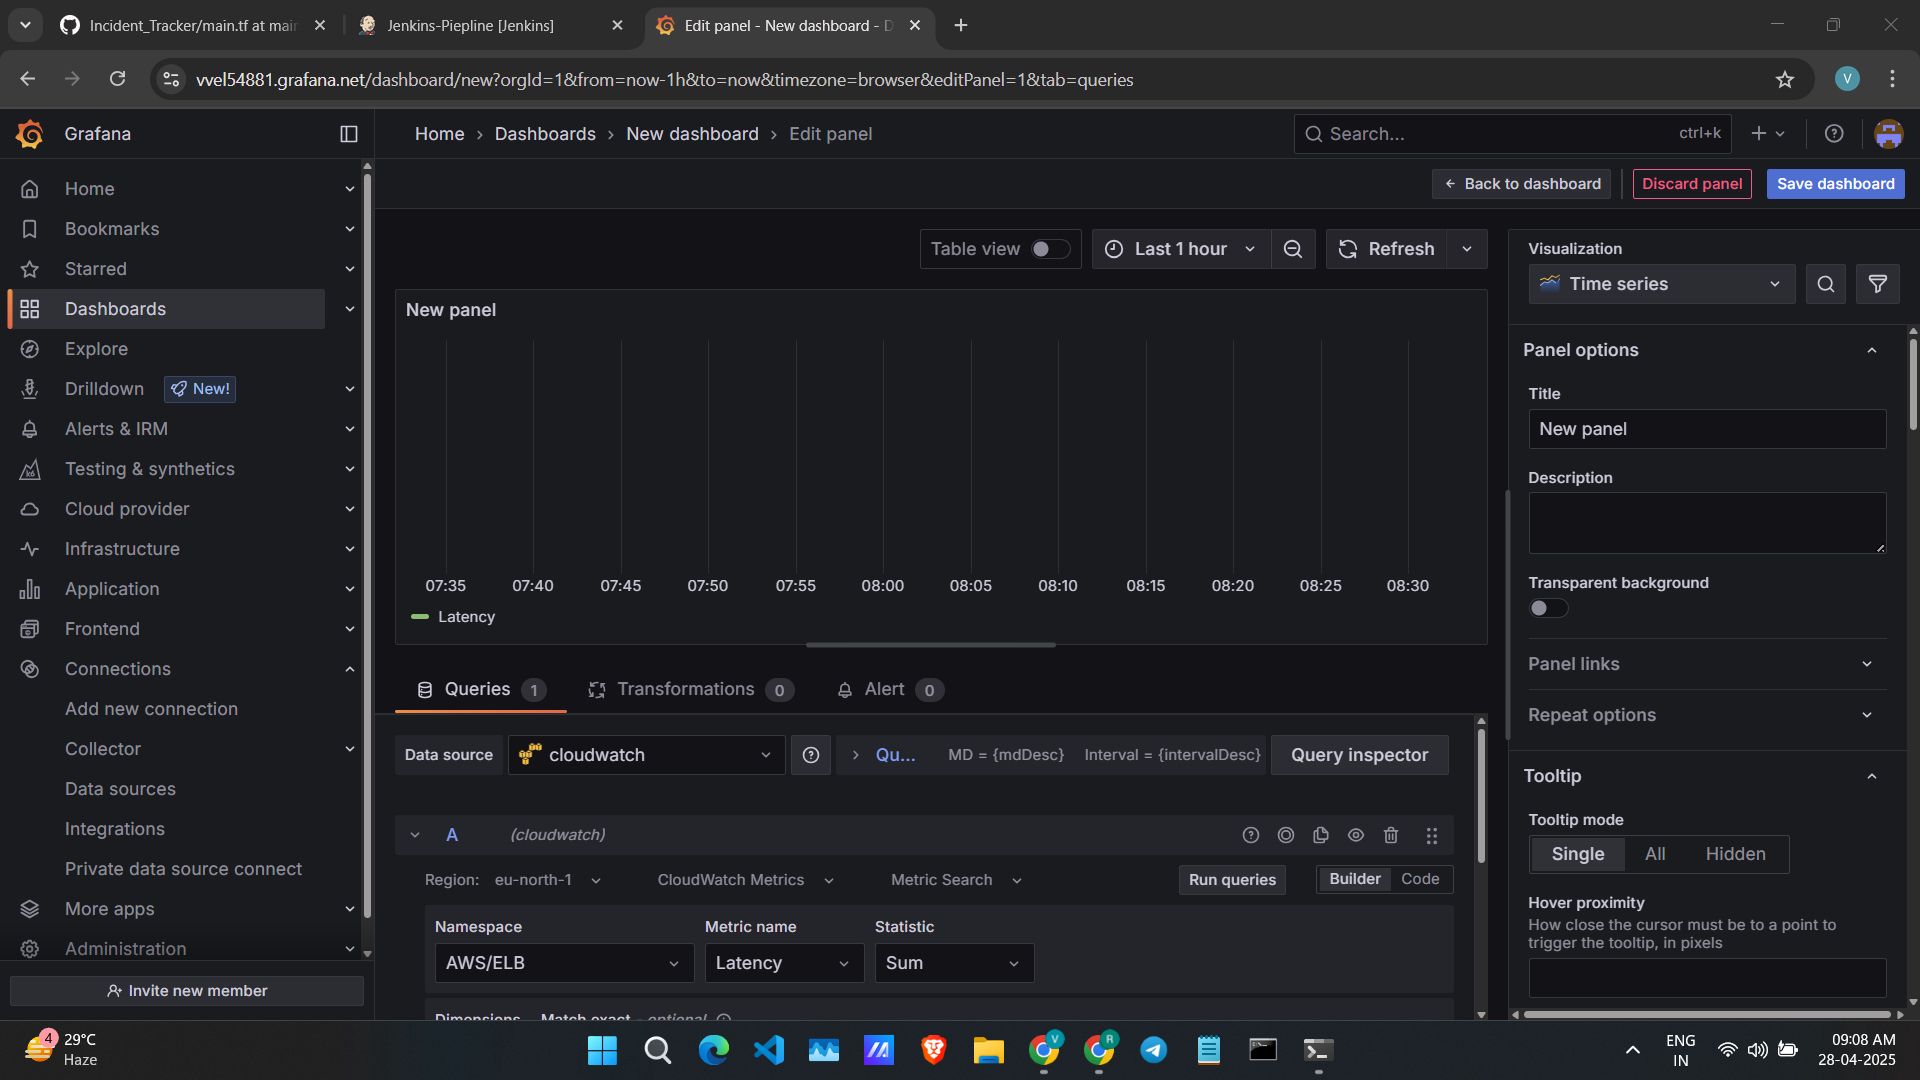 Incident_Tracker/main.tf at main
Jenkins-Piepline [Jenkins]
Edit panel - New dashboard - D
vvel54881.grafana.net/dashboard/new?orgId=1&from=now-1h&to=now&timezone=browser&editPanel=1&tab=queries
V
Grafana
Home › Dashboards › New dashboard › Edit panel
Search...
ctrl+k
Back to dashboard
Discard panel
Save dashboard
Home
Bookmarks
Starred
Dashboards
Explore
Drilldown
New!
Alerts & IRM
Testing & synthetics
Cloud provider
Infrastructure
Application
Frontend
Connections
Add new connection
Collector
Data sources
Integrations
Private data source connect
More apps
Administration
Invite new member
Table view
Last 1 hour
Refresh
New panel
07:35 07:40 07:45 07:50 07:55 08:00 08:05 08:10 08:15 08:20 08:25 08:30
Latency
Queries 1
Transformations 0
Alert 0
Data source
cloudwatch
Qu...
MD = {mdDesc}
Interval = {intervalDesc}
Query inspector
A
(cloudwatch)
Region: eu-north-1
CloudWatch Metrics
Metric Search
Run queries
Builder
Code
Namespace
Metric name
Statistic
AWS/ELB
Latency
Sum
Dimensions
Match exact - optional
Visualization
Time series
Panel options
Title
New panel
Description
Transparent background
Panel links
Repeat options
Tooltip
Tooltip mode
Single
All
Hidden
Hover proximity
How close the cursor must be to a point to
trigger the tooltip, in pixels
4
29°C
Haze
V
R
ENG
IN
09:08 AM
28-04-2025